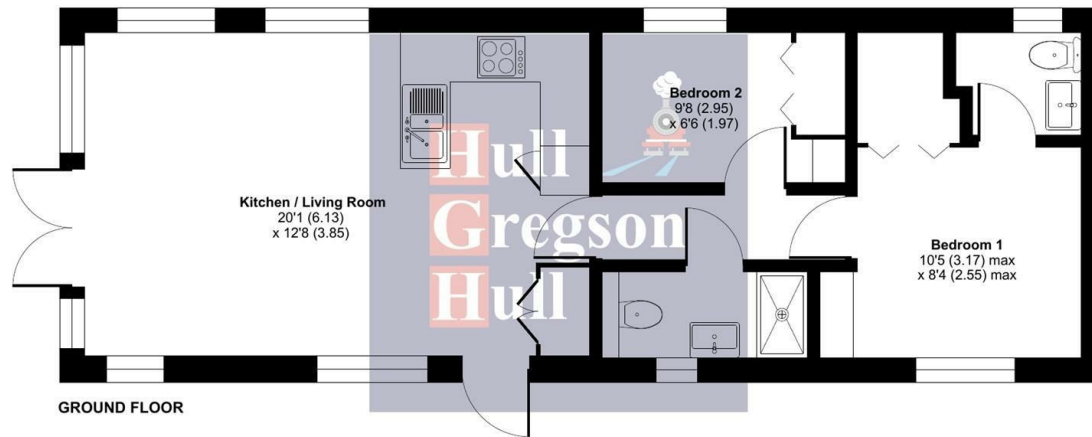 Bedroom 2
9'8 (2.95)
x 6'6 (1.97)
Hull
Gregson
Hull
Kitchen / Living Room
20'1 (6.13)
x 12'8 (3.85)
Bedroom 1
10'5 (3.17) max
x 8'4 (2.55) max
GROUND FLOOR